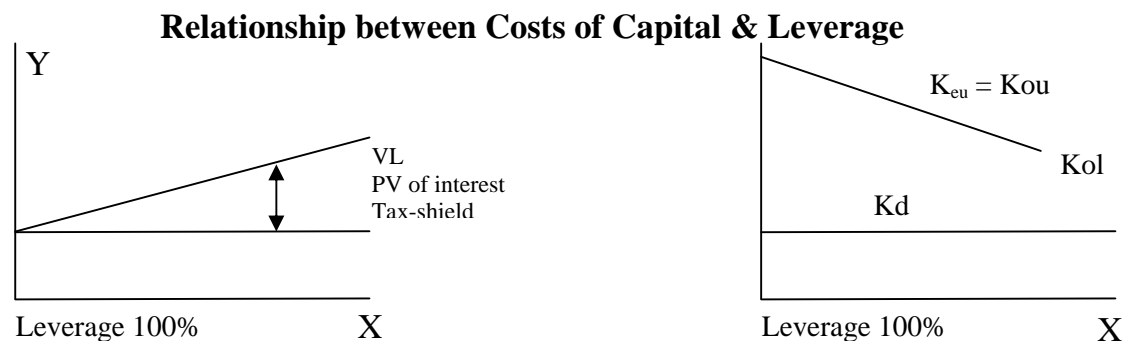 Relationship between Costs of Capital & Leverage
Y
VL
PV of interest
Tax-shield
Leverage 100% X
Keu = Kou
Kol
Kd
Leverage 100% X